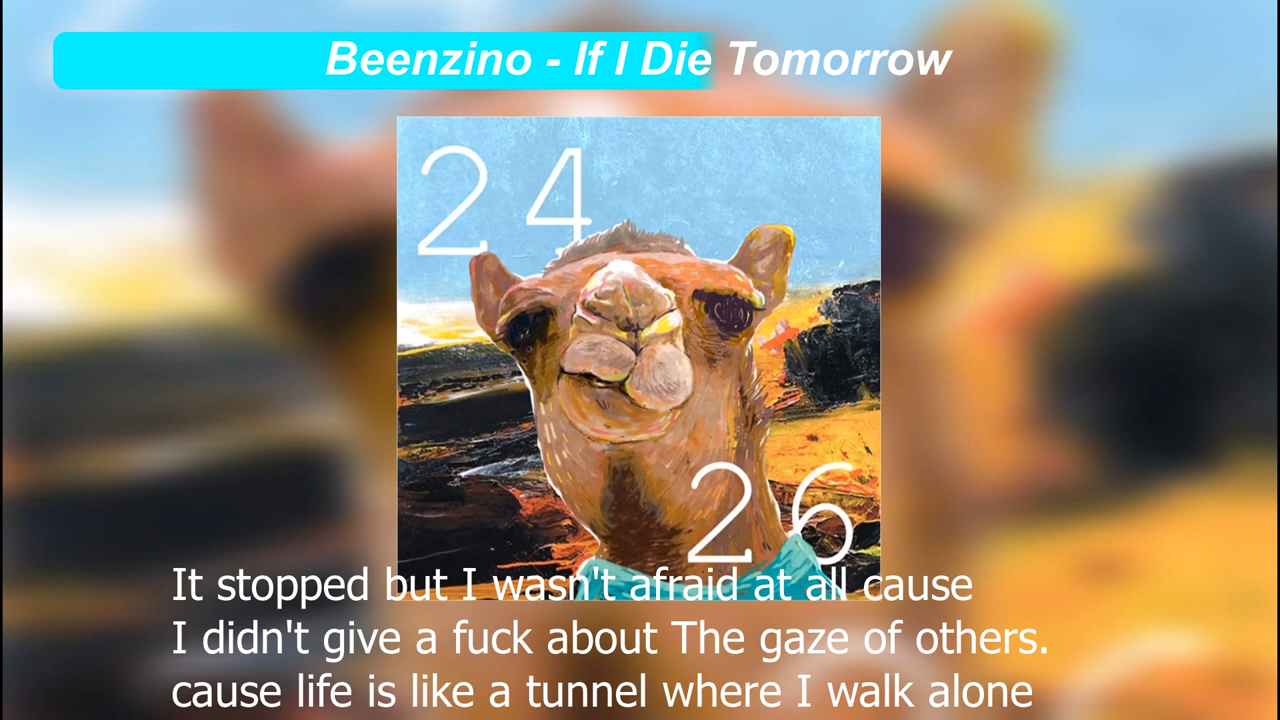 Beenzino - If I Die Tomorrow
24
26
It stopped but I wasn't afraid at all cause
I didn't give a fuck about The gaze of others.
cause life is like a tunnel where I walk alone